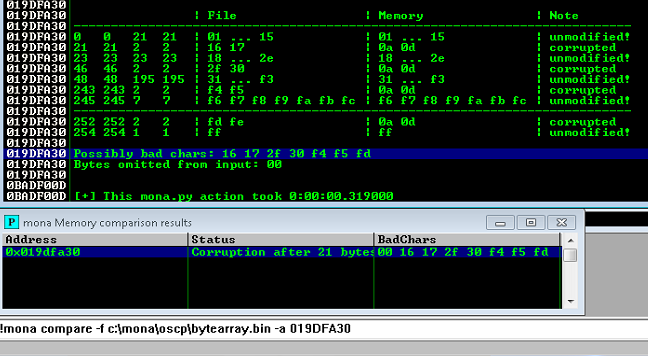 019DFA30
019DFA30 | File | Memory | Note
019DFA30 ---------------------------------------------------------------
019DFA30 0 0 21 21 | 01 ... 15 | 01 ... 15 | unmodified!
019DFA30 21 21 2 2 | 16 17 | 0a 0d | corrupted
019DFA30 23 23 23 23 | 18 ... 2e | 18 ... 2e | unmodified!
019DFA30 46 46 2 2 | 2f 30 | 0a 0d | corrupted
019DFA30 48 48 195 195 | 31 ... f3 | 31 ... f3 | unmodified!
019DFA30 243 243 2 2 | f4 f5 | 0a 0d | corrupted
019DFA30 245 245 7 7 | f6 f7 f8 f9 fa fb fc | f6 f7 f8 f9 fa fb fc | unmodified!
019DFA30 ---------------------------------------------------------------
019DFA30 252 252 2 2 | fd fe | 0a 0d | corrupted
019DFA30 254 254 1 1 | ff | ff | unmodified!
019DFA30
019DFA30 Possibly bad chars: 16 17 2f 30 f4 f5 fd
019DFA30 Bytes omitted from input: 00
0BADF00D
0BADF00D [+] This mona.py action took 0:00:00.319000
P mona Memory comparison results
Address Status BadChars
0x019dfa30 Corruption after 21 bytes 00 16 17 2f 30 f4 f5 fd
!mona compare -f c:\mona\oscp\bytearray.bin -a 019DFA30